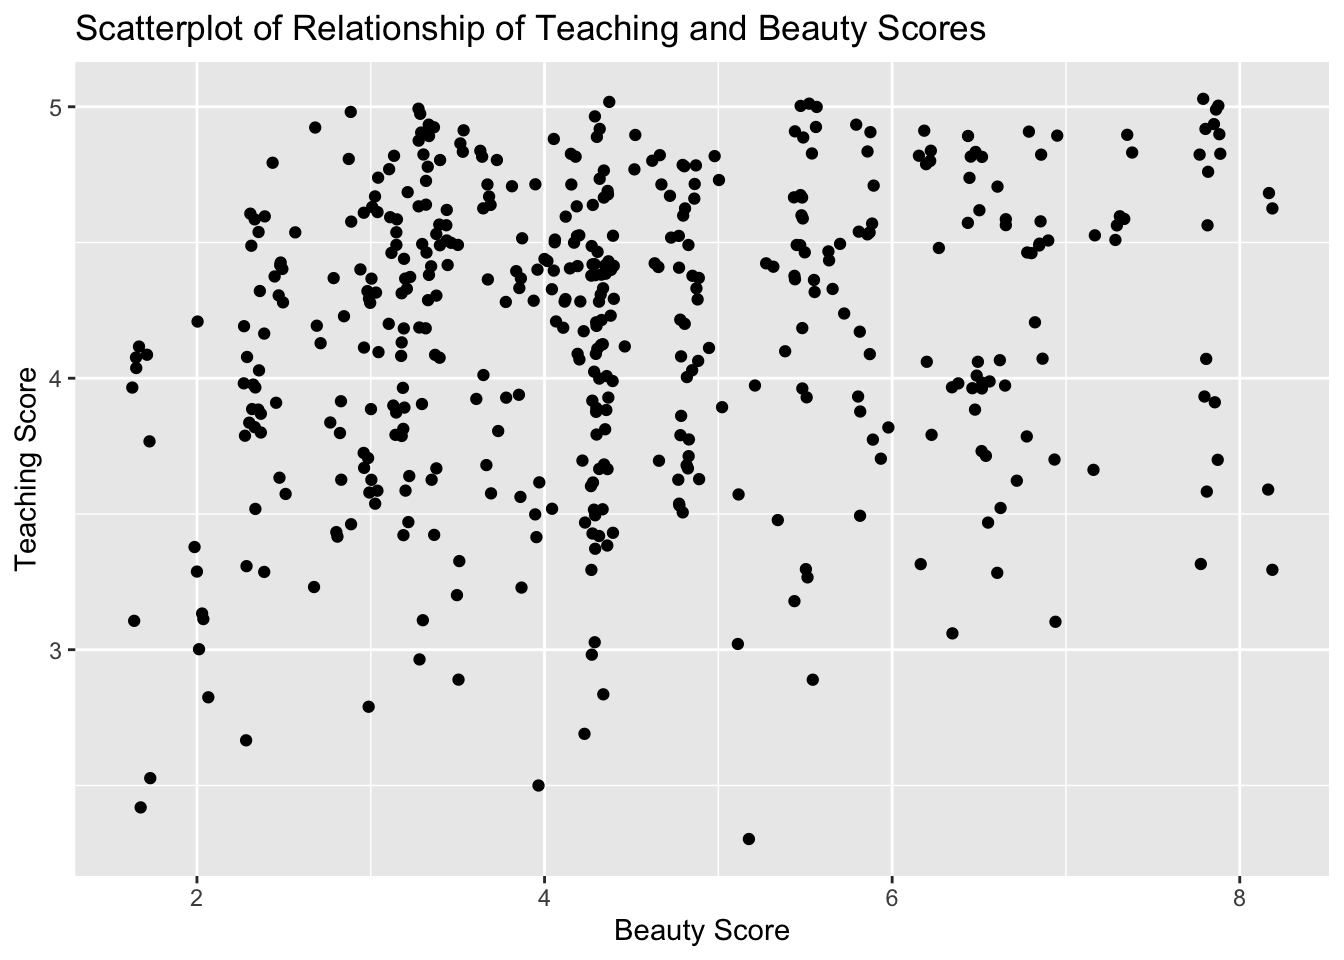 Scatterplot of Relationship of Teaching and Beauty Scores
5
4
3
Teaching Score
2 4 6 8
Beauty Score